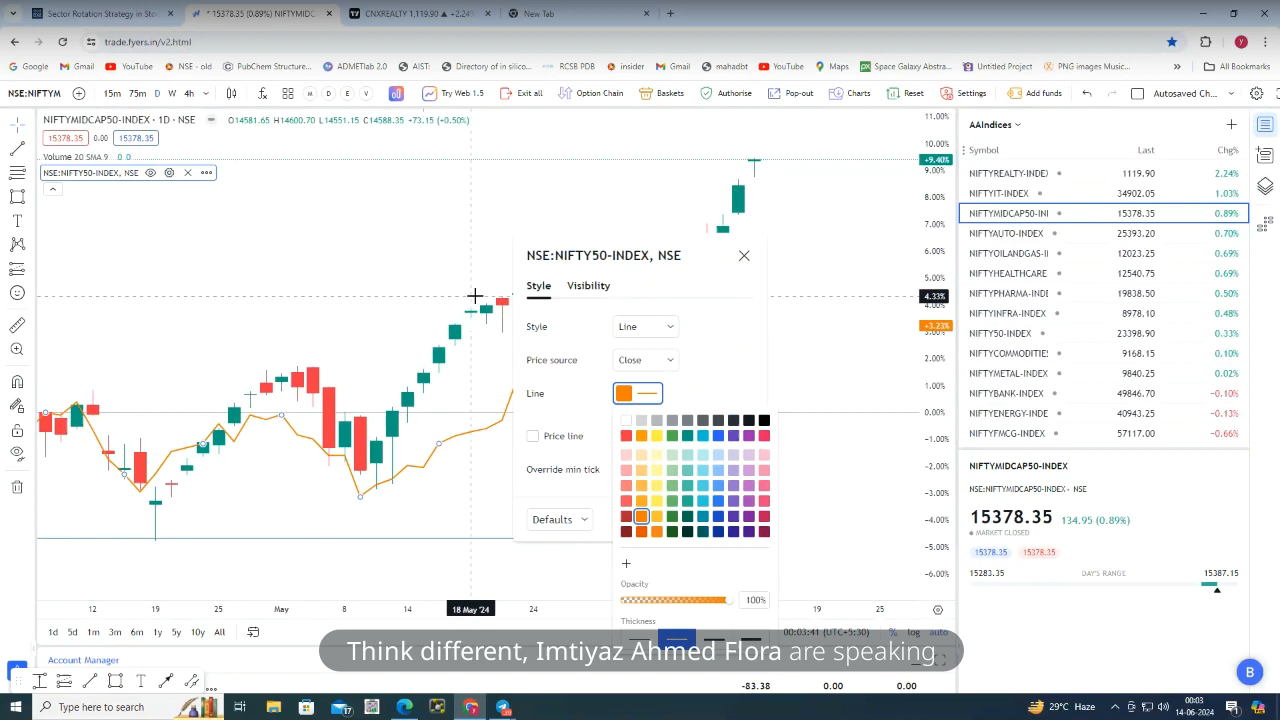 Sector Rotation Strategy in Sto
* 15378.35 (0.89%) NIFTYMID
CNXREALTY 1,119.90 ▲ +2.24%
New Tab
trade.fyers.in/v2.html
Google Gmail YouTube NSE - old PubChem Structure... ADMETlab 2.0 AIST: Directory of in silico... RCSB PDB insider Gmail mahadbt YouTube Maps Space Galaxy Abstra... Untitled Project PNG images Music... All Bookmarks
NSE:NIFTYM 15m 75m D W 4h M D E V Try Web 1.5 Exit all Option Chain Baskets Authorise Pop-out Charts Reset Settings Add funds Autosaved Ch...
NIFTYMIDCAP50-INDEX · 1D · NSE O14581.65 H14600.70 L14551.15 C14588.35 +73.15 (+0.50%)
15378.35 0.00 15378.35
Volume 20 SMA 9 0 0
NSE:NIFTY50-INDEX, NSE
11.00%
10.00%
+9.40%
9.00%
8.00%
7.00%
6.00%
5.00%
4.33%
4.00%
+3.23%
3.00%
2.00%
1.00%
0.00%
−1.00%
−2.00%
−3.00%
−4.00%
−5.00%
−6.00%
NSE:NIFTY50-INDEX, NSE
Style Visibility
Style Line
Price source Close
Line
Price line
Override min tick
Defaults
Opacity
100%
Thickness
12 19 25 May 8 14 18 May '24 24 19 25
1d 5d 1m 3m 6m 1y 5y 10y All
00:03:41 (UTC+5:30) % log auto
Think different, Imtiyaz Ahmed Flora are speaking
Account Manager
-83.38 0.00 0.00
AAIndices
Symbol Last Chg%
NIFTYREALTY-INDEX 1119.90 2.24%
NIFTYIT-INDEX 34902.05 1.03%
NIFTYMIDCAP50-INI 15378.35 0.89%
NIFTYAUTO-INDEX 25393.20 0.70%
NIFTYOILANDGAS-II 12023.25 0.69%
NIFTYHEALTHCARE 12540.75 0.69%
NIFTYPHARMA-INDE 19838.50 0.50%
NIFTYINFRA-INDEX 8978.10 0.48%
NIFTY50-INDEX 23398.90 0.33%
NIFTYCOMMODITIE: 9168.15 0.10%
NIFTYMETAL-INDEX 9840.25 0.02%
NIFTYBANK-INDEX 49846.70 −0.10%
NIFTYENERGY-INDE 40943.25 −0.13%
NIFTYFMCG-INDEX 57117.00 −0.66%
NIFTYMIDCAP50-INDEX
NSE:NIFTYMIDCAP50-INDEX • NSE
15378.35 134.95 (0.89%)
MARKET CLOSED
15378.35 15378.35
15283.35 DAY'S RANGE 15387.15
B
Type here to search
17
29°C Haze
00:03
14-06-2024